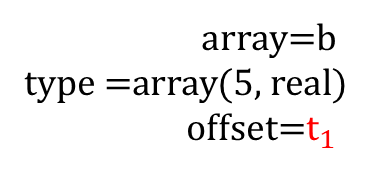 array=b
type =array(5, real)
offset=t₁